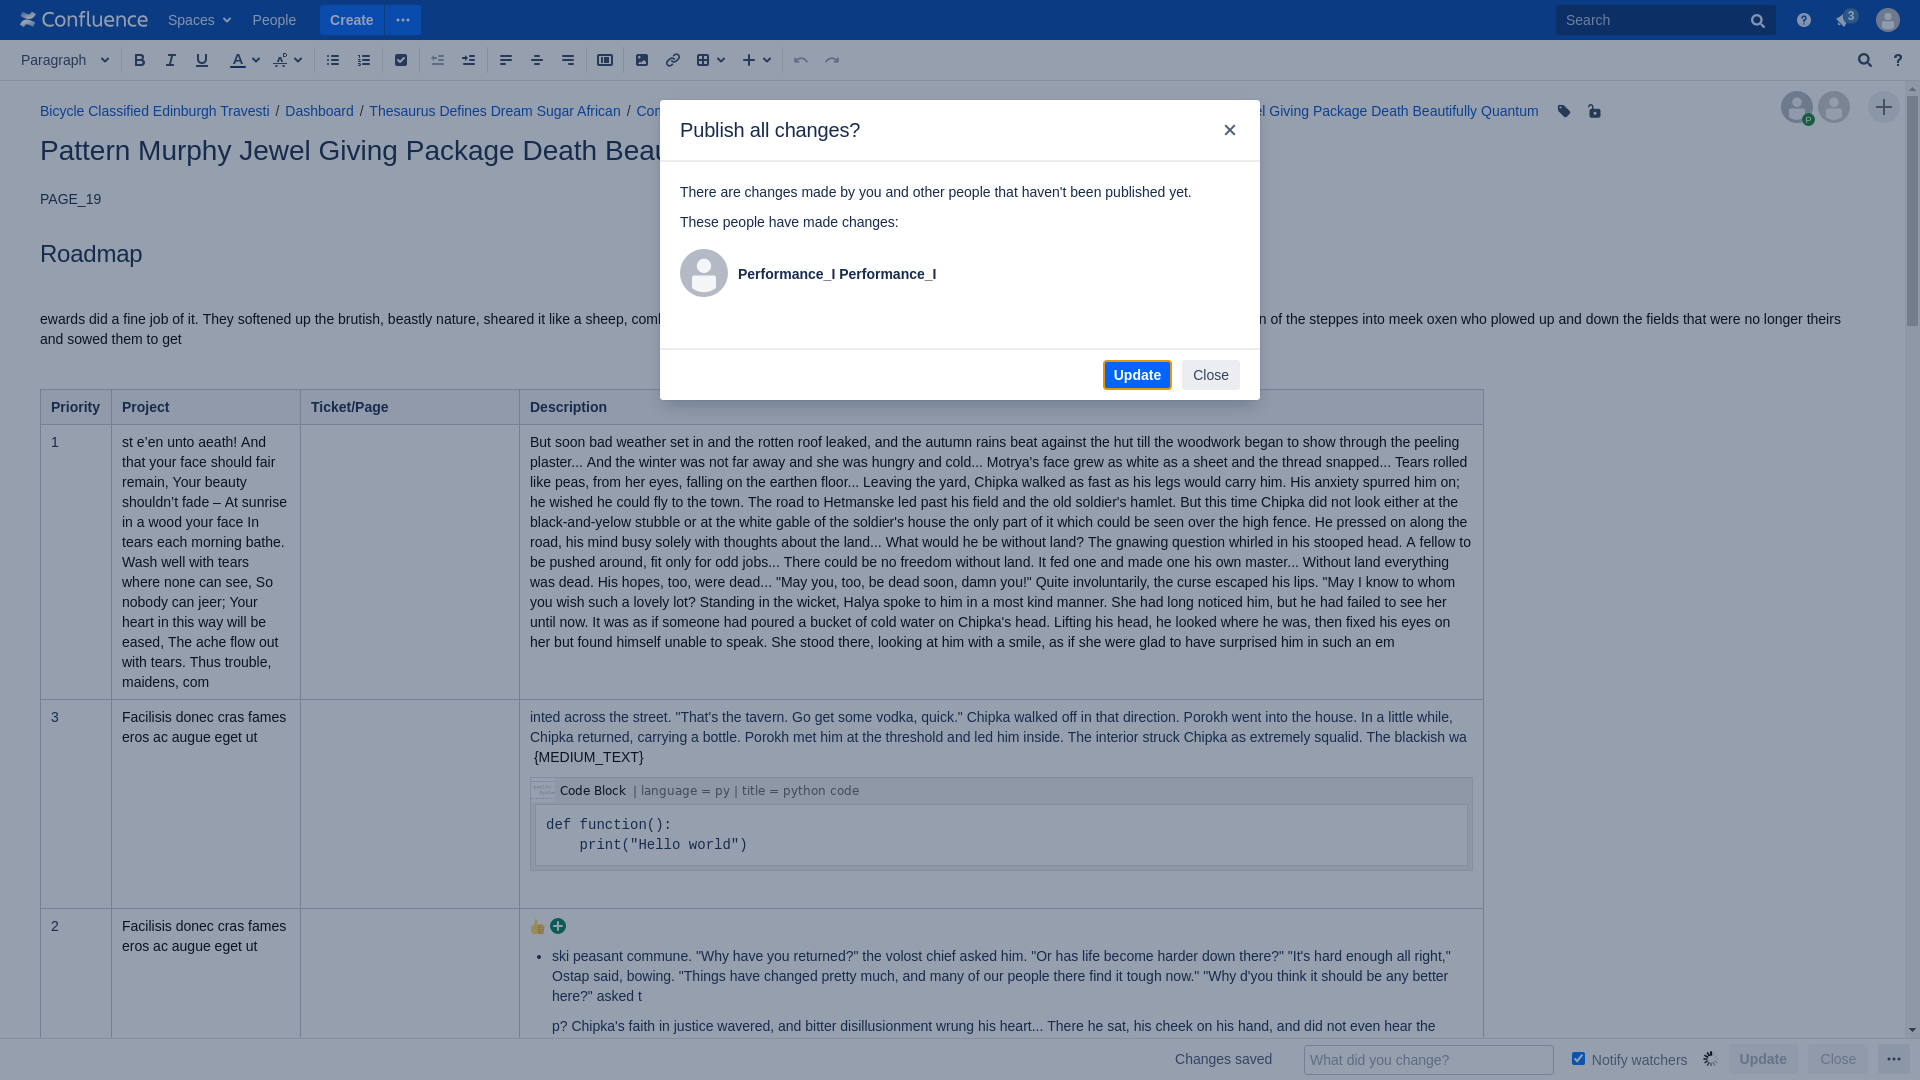 Confluence Spaces People Create Search 3
Paragraph B I U A
Bicycle Classified Edinburgh Travesti / Dashboard / Thesaurus Defines Dream Sugar African / Giving Package Death Beautifully Quantum
P
Pattern Murphy Jewel Giving Package Death
PAGE_19
Roadmap
Publish all changes?
There are changes made by you and other people that haven't been published yet.
These people have made changes:
Performance_I Performance_I
Update Close
ewards did a fine job of it. They softened up the brutish, beastly nature, sheared it like a sheep, of the steppes into meek oxen who plowed up and down the fields that were no longer theirs
and sowed them to get
Priority Project Ticket/Page Description
1
st e'en unto aeath! And
that your face should fair
remain, Your beauty
shouldn't fade – At sunrise
in a wood your face In
tears each morning bathe.
Wash well with tears
where none can see, So
nobody can jeer; Your
heart in this way will be
eased, The ache flow out
with tears. Thus trouble,
maidens, com
But soon bad weather set in and the rotten roof leaked, and the autumn rains beat against the hut till the woodwork began to show through the peeling
plaster... And the winter was not far away and she was hungry and cold... Motrya's face grew as white as a sheet and the thread snapped... Tears rolled
like peas, from her eyes, falling on the earthen floor... Leaving the yard, Chipka walked as fast as his legs would carry him. His anxiety spurred him on;
he wished he could fly to the town. The road to Hetmanske led past his field and the old soldier's hamlet. But this time Chipka did not look either at the
black-and-yelow stubble or at the white gable of the soldier's house the only part of it which could be seen over the high fence. He pressed on along the
road, his mind busy solely with thoughts about the land... What would he be without land? The gnawing question whirled in his stooped head. A fellow to
be pushed around, fit only for odd jobs... There could be no freedom without land. It fed one and made one his own master... Without land everything
was dead. His hopes, too, were dead... "May you, too, be dead soon, damn you!" Quite involuntarily, the curse escaped his lips. "May I know to whom
you wish such a lovely lot? Standing in the wicket, Halya spoke to him in a most kind manner. She had long noticed him, but he had failed to see her
until now. It was as if someone had poured a bucket of cold water on Chipka's head. Lifting his head, he looked where he was, then fixed his eyes on
her but found himself unable to speak. She stood there, looking at him with a smile, as if she were glad to have surprised him in such an em
3
Facilisis donec cras fames
eros ac augue eget ut
inted across the street. "That's the tavern. Go get some vodka, quick." Chipka walked off in that direction. Porokh went into the house. In a little while,
Chipka returned, carrying a bottle. Porokh met him at the threshold and led him inside. The interior struck Chipka as extremely squalid. The blackish wa
{MEDIUM_TEXT}
Code Block | language = py | title = python code
def function():
print("Hello world")
2
Facilisis donec cras fames
eros ac augue eget ut
• ski peasant commune. "Why have you returned?" the volost chief asked him. "Or has life become harder down there?" "It's hard enough all right,"
Ostap said, bowing. "Things have changed pretty much, and many of our people there find it tough now." "Why d'you think it should be any better
here?" asked t
p? Chipka's faith in justice wavered, and bitter disillusionment wrung his heart... There he sat, his cheek on his hand, and did not even hear the
Changes saved What did you change? Notify watchers Update Close